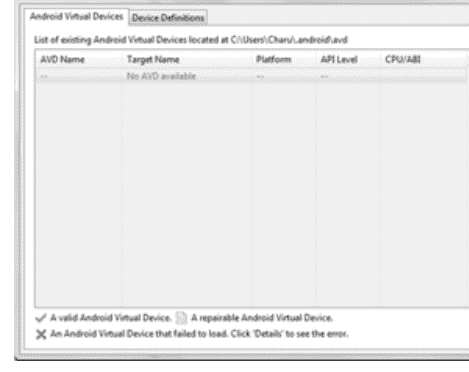 Android Virtual Devices Device Definitions
List of existing Android Virtual Devices located at C:\Users\Charu\.android\avd
AVD Name Target Name Platform API Level CPU/ABI
-- No AVD available -- --
A valid Android Virtual Device. A repairable Android Virtual Device.
An Android Virtual Device that failed to load. Click 'Details' to see the error.